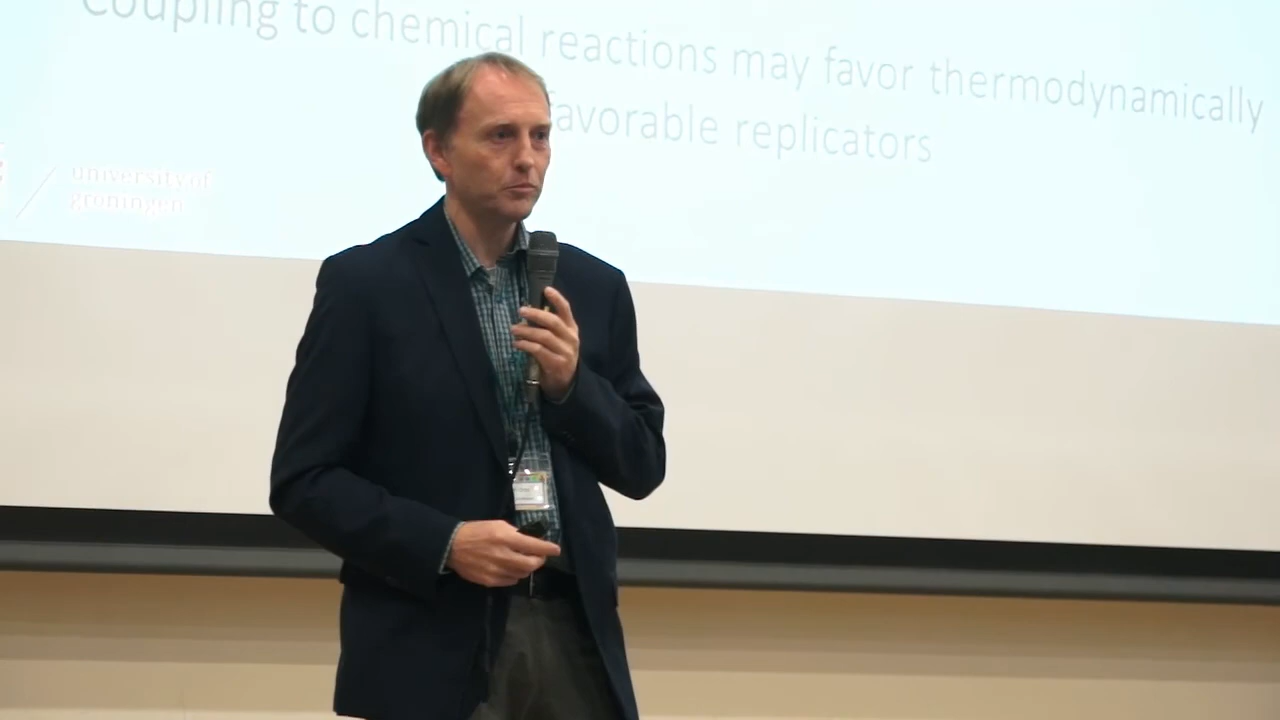 Coupling to chemical reactions may favor thermodynamically
favorable replicators
university of
groningen